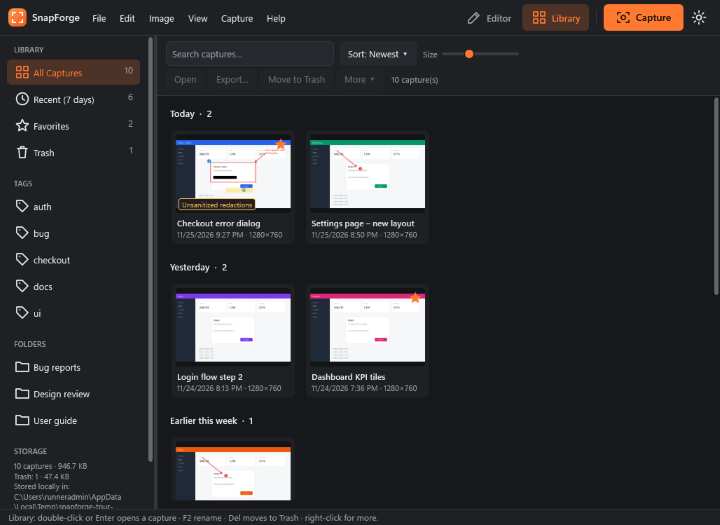 SnapForge File Edit Image View Capture Help Editor Library Capture
LIBRARY
All Captures 10
Recent (7 days) 6
Favorites 2
Trash 1
TAGS
auth
bug
checkout
docs
ui
FOLDERS
Bug reports
Design review
User guide
STORAGE
10 captures · 946.7 KB
Trash: 1 · 47.4 KB
Stored locally in:
C:\Users\runneradmin\AppData
\Local\Temp\snapforge-tour-
Search captures... Sort: Newest Size
Open Export... Move to Trash More 10 capture(s)
Today · 2
Unsanitized redactions
Checkout error dialog
11/25/2026 9:27 PM · 1280×760
Settings page – new layout
11/25/2026 8:50 PM · 1280×760
Yesterday · 2
Login flow step 2
11/24/2026 8:13 PM · 1280×760
Dashboard KPI tiles
11/24/2026 7:36 PM · 1280×760
Earlier this week · 1
Library: double-click or Enter opens a capture · F2 rename · Del moves to Trash · right-click for more.